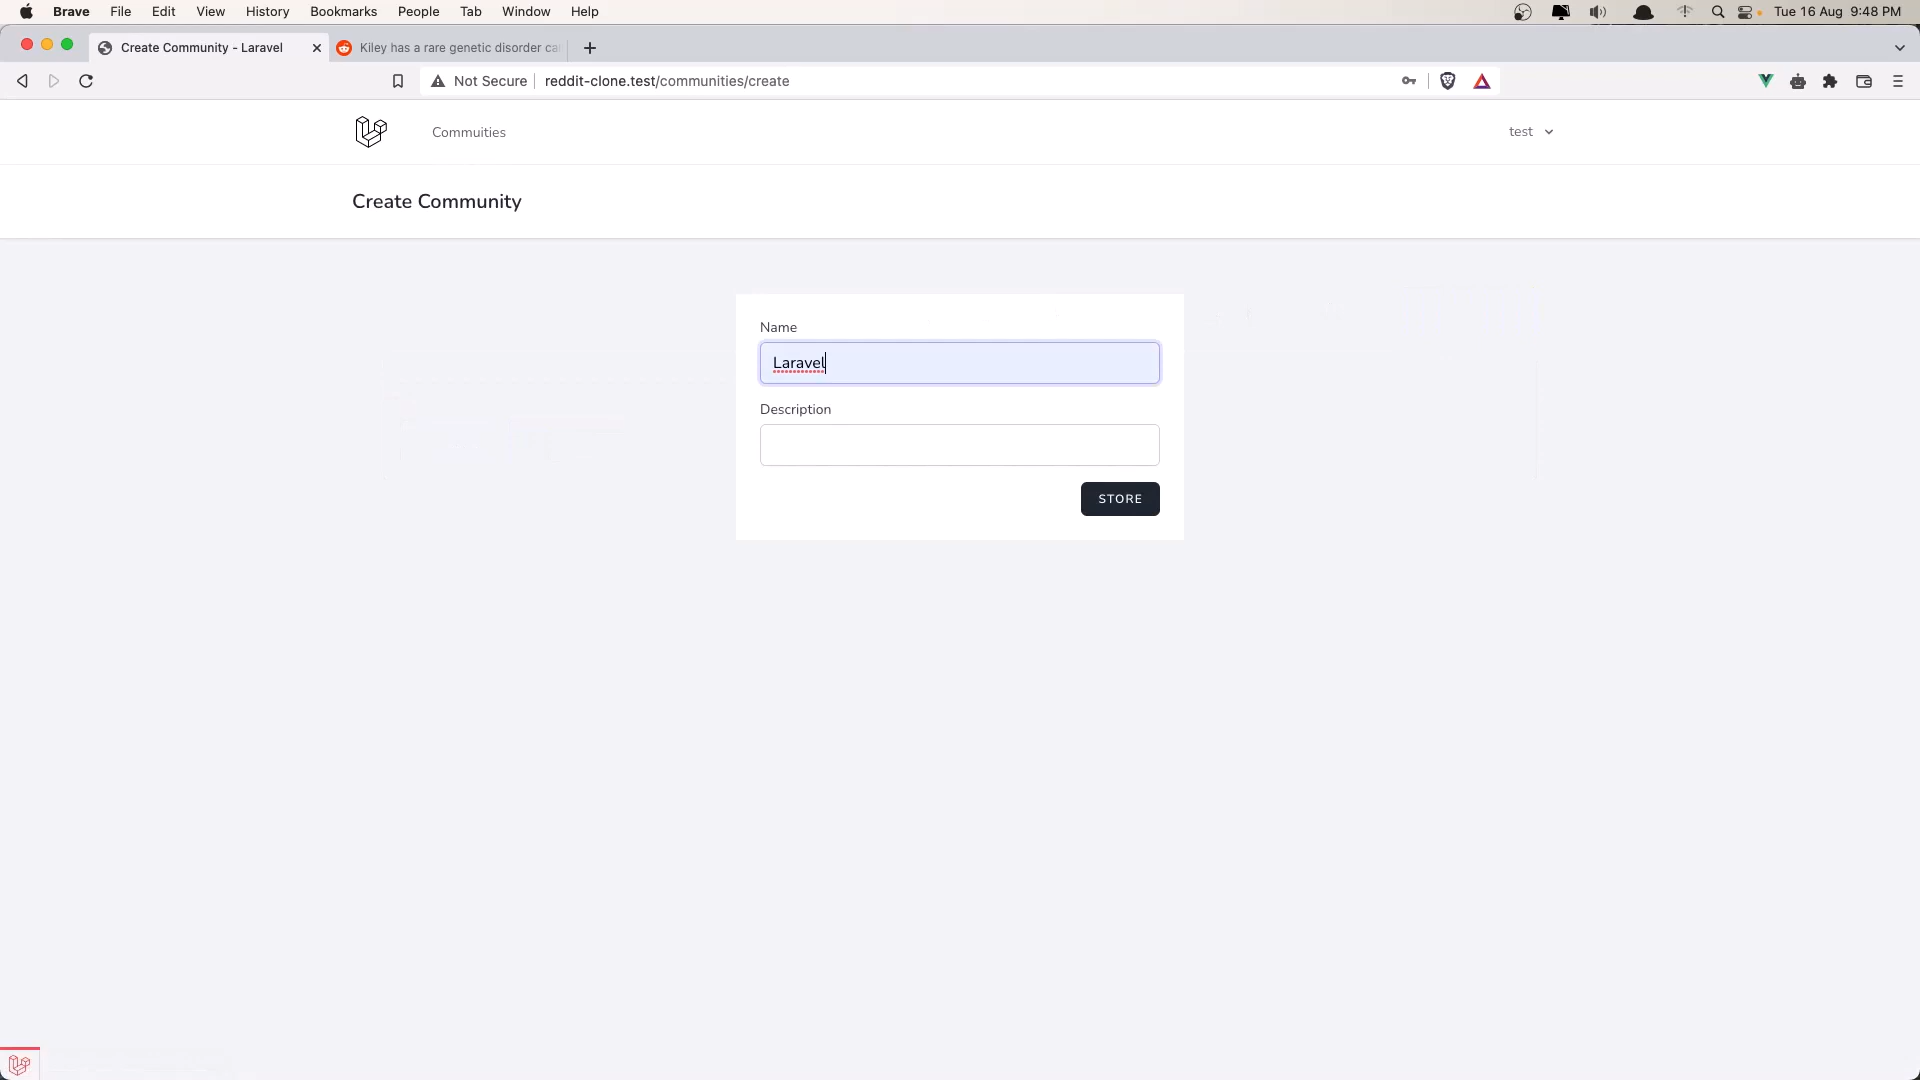 Brave File Edit View History Bookmarks People Tab Window Help Tue 16 Aug 9:48 PM
Create Community - Laravel Kiley has a rare genetic disorder ca
Not Secure reddit-clone.test/communities/create
Commuities test
Create Community
Name
Laravel
Description
STORE